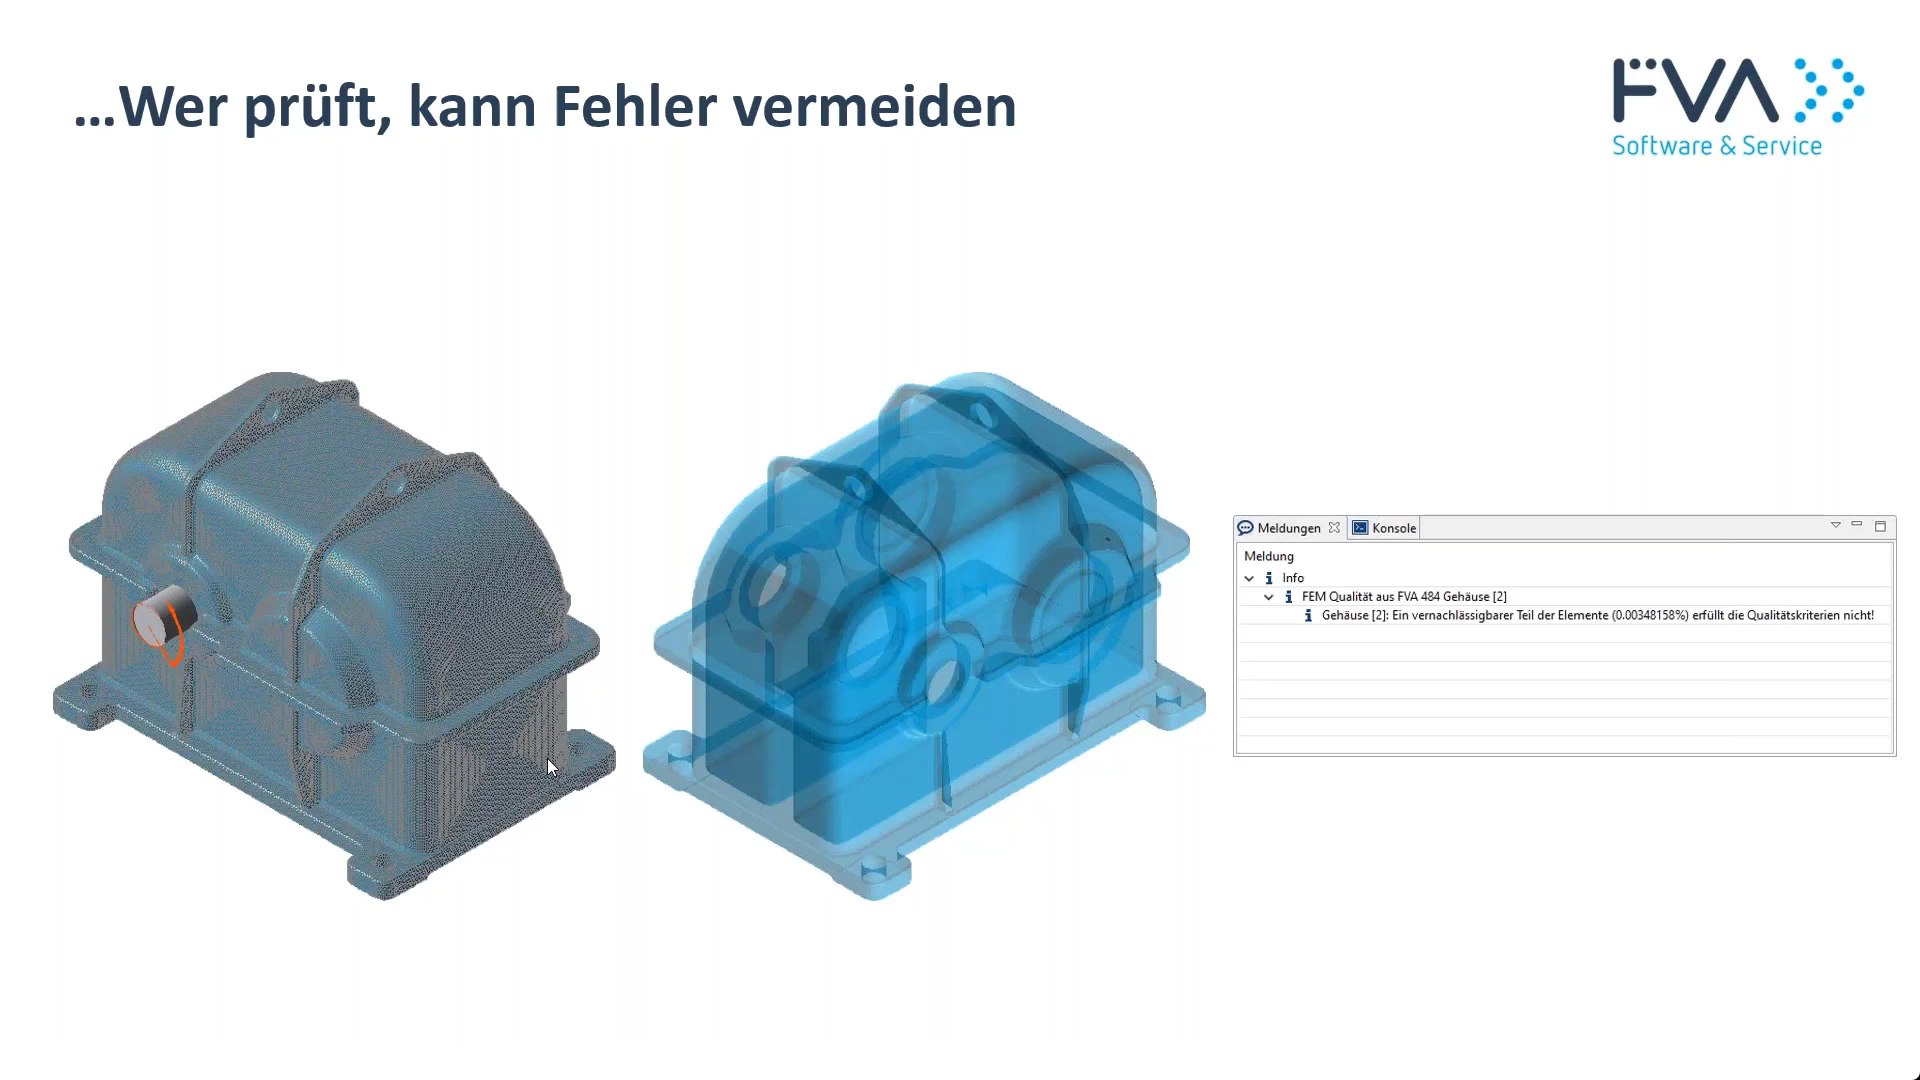 ...Wer prüft, kann Fehler vermeiden
FVA
Software & Service
Meldungen
Konsole
Meldung
Info
FEM Qualität aus FVA 484 Gehäuse [2]
Gehäuse [2]: Ein vernachlässigbarer Teil der Elemente (0.00348158%) erfüllt die Qualitätskriterien nicht!